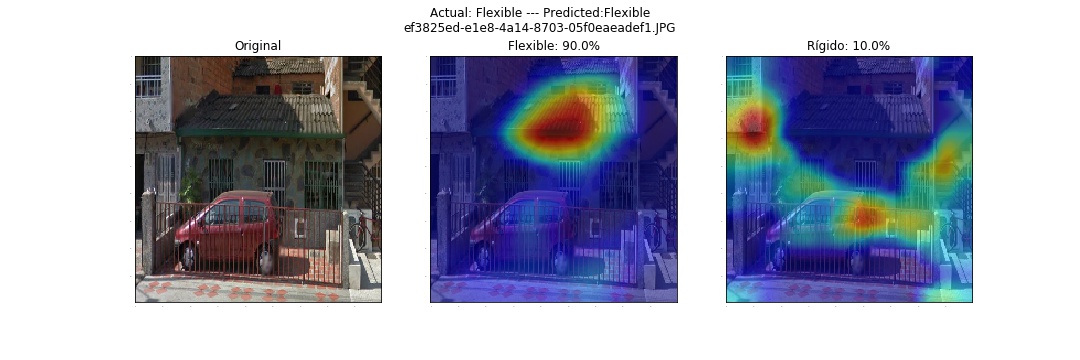 Actual: Flexible --- Predicted:Flexible
ef3825ed-e1e8-4a14-8703-05f0eaeadef1.JPG
Original
Flexible: 90.0%
Rígido: 10.0%